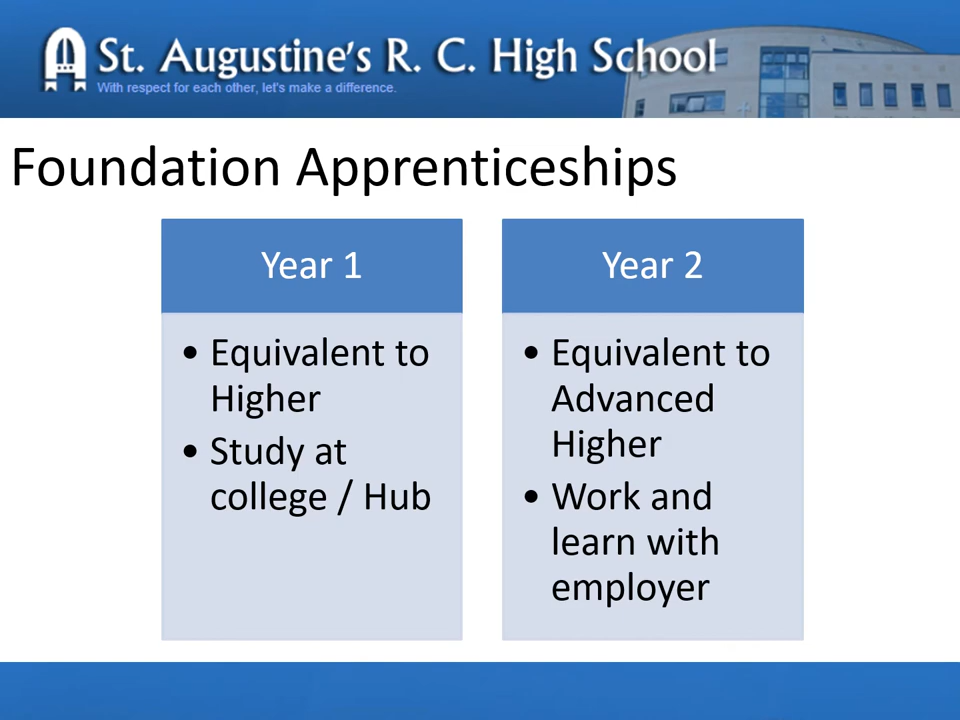 St. Augustine's R. C. High School
With respect for each other, let's make a difference.
Foundation Apprenticeships
Year 1
• Equivalent to
Higher
• Study at
college / Hub
Year 2
• Equivalent to
Advanced
Higher
• Work and
learn with
employer